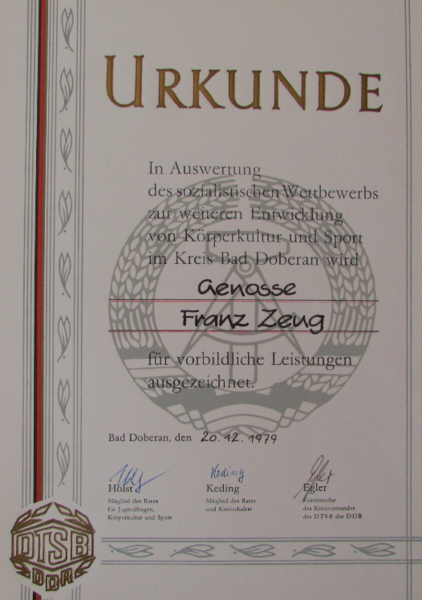 URKUNDE
In Auswertung
des sozialistischen Wettbewerbs
zur weiteren Entwicklung
von Körperkultur und Sport
im Kreis Bad Doberan wird
Genosse
Franz Zeug
für vorbildliche Leistungen
ausgezeichnet.
Bad Doberan, den 20.12.1979
Keding
Holst
Mitglied des Rates
für Jugendfragen,
Körperkultur und Sport
Keding
Mitglied des Rates
und Kreisschulrat
Egler
Vorsitzender
des Kreisvorstandes
des DTSB der DDR
DTSB
DDR